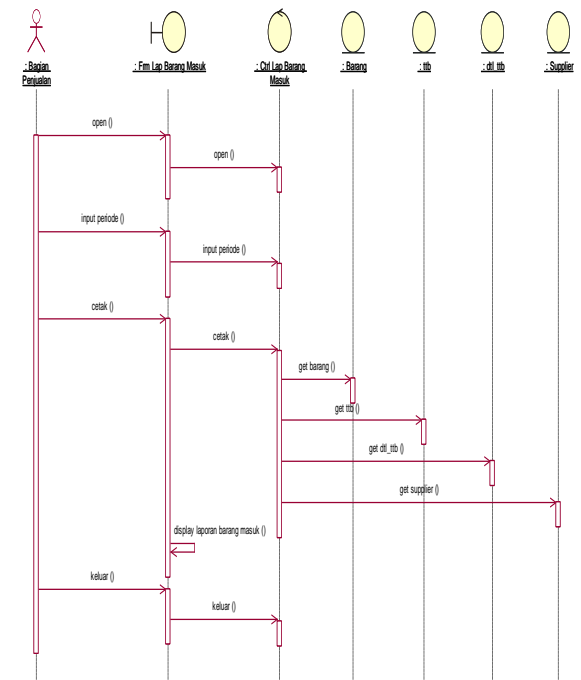 : Bagian Penjualan
: Frm Lap Barang Masuk
: Ctrl Lap Barang Masuk
: Barang
: ttb
: dtl_ttb
: Supplier
open ()
open ()
input periode ()
input periode ()
cetak ()
cetak ()
get barang ()
get ttb ()
get dtl_ttb ()
get supplier ()
display laporan barang masuk ()
keluar ()
keluar ()